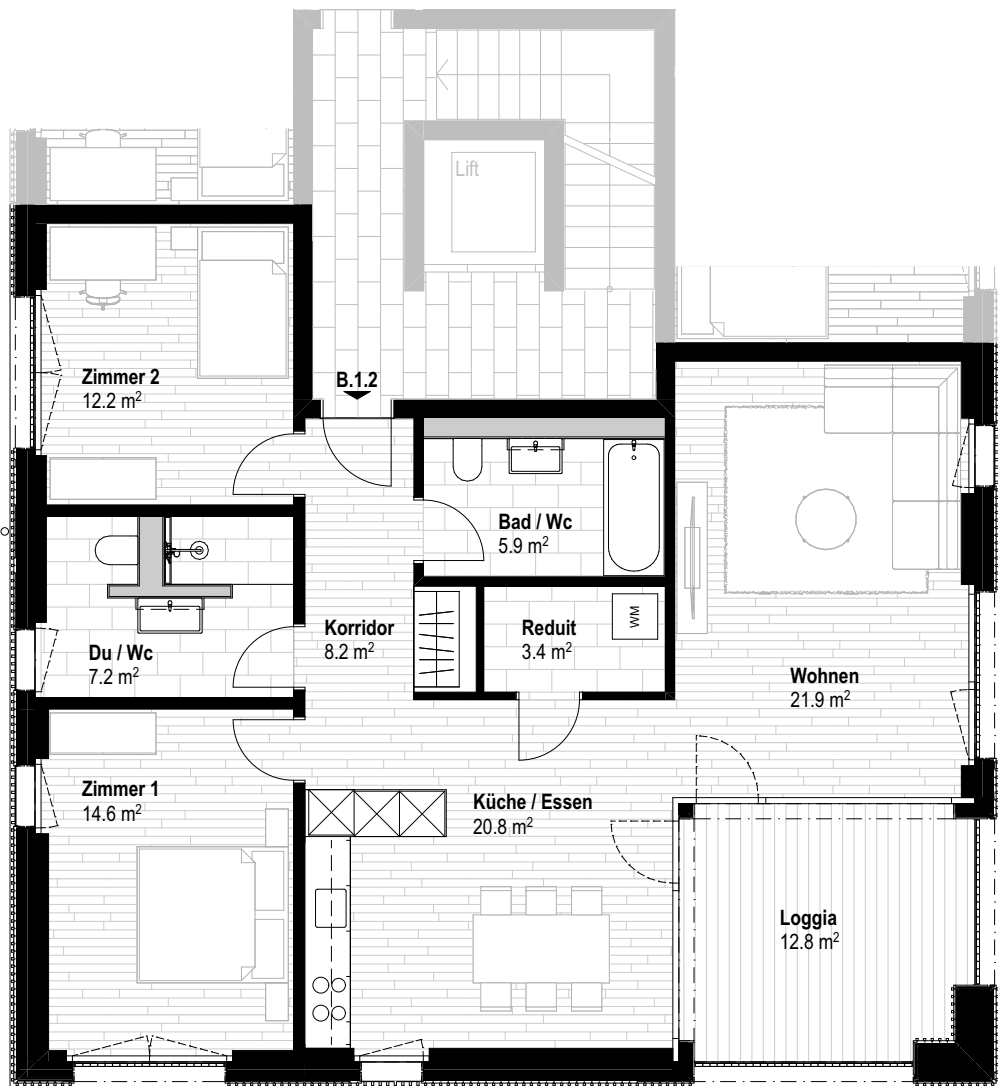 Lift
B.1.2
Zimmer 2
12.2 m²
Bad / Wc
5.9 m²
Korridor
8.2 m²
Reduit
3.4 m²
WM
Du / Wc
7.2 m²
Wohnen
21.9 m²
Zimmer 1
14.6 m²
Küche / Essen
20.8 m²
Loggia
12.8 m²